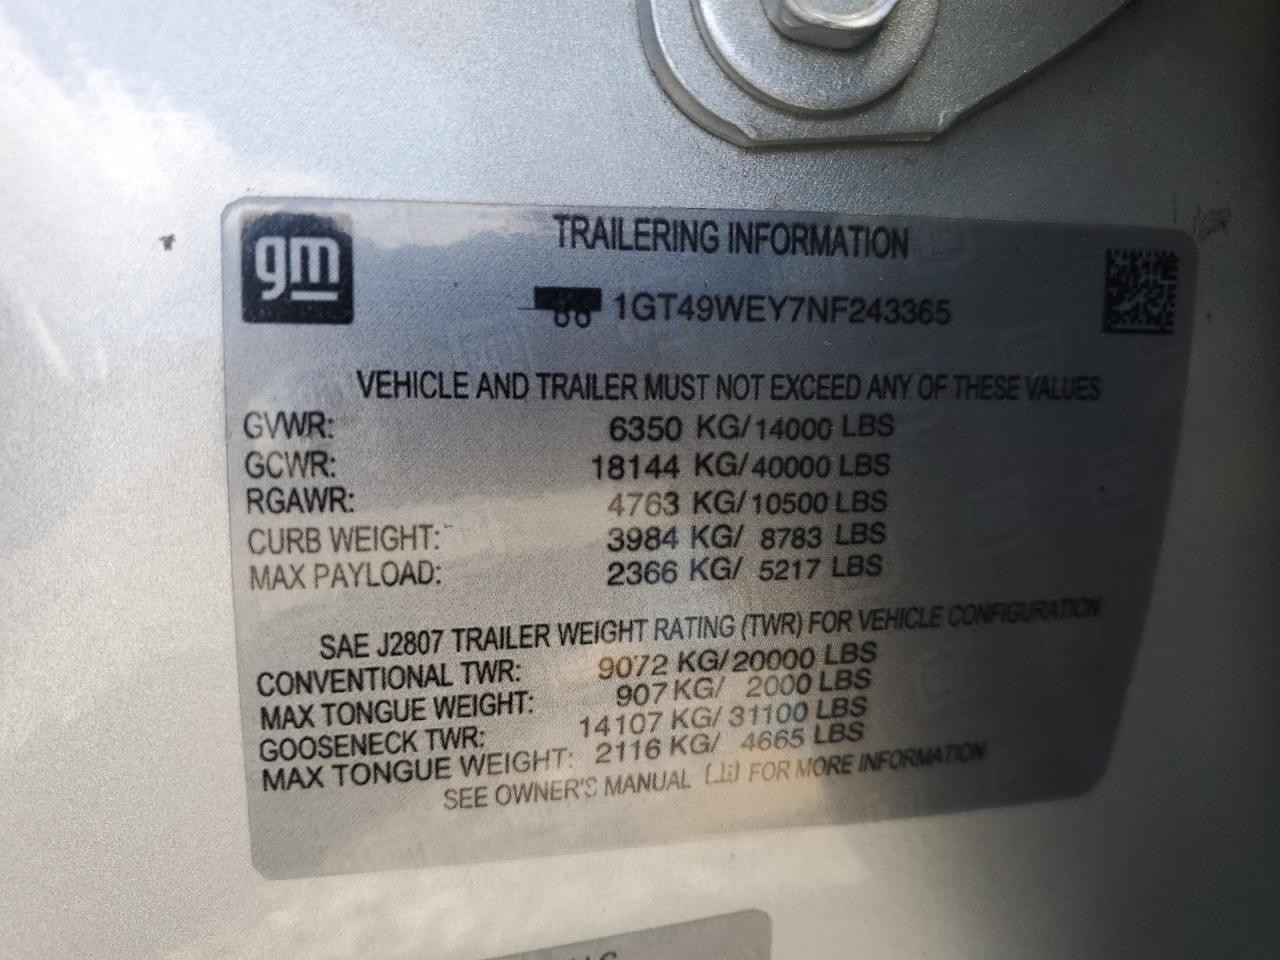 gm
TRAILERING INFORMATION
1GT49WEY7NF243365
VEHICLE AND TRAILER MUST NOT EXCEED ANY OF THESE VALUES
GVWR: 6350 KG/14000 LBS
GCWR: 18144 KG/40000 LBS
RGAWR: 4763 KG/10500 LBS
CURB WEIGHT: 3984 KG/ 8783 LBS
MAX PAYLOAD: 2366 KG/ 5217 LBS
SAE J2807 TRAILER WEIGHT RATING (TWR) FOR VEHICLE CONFIGURATION
CONVENTIONAL TWR: 9072 KG/20000 LBS
MAX TONGUE WEIGHT: 907 KG/ 2000 LBS
GOOSENECK TWR: 14107 KG/31100 LBS
MAX TONGUE WEIGHT: 2116 KG/ 4665 LBS
SEE OWNER'S MANUAL FOR MORE INFORMATION